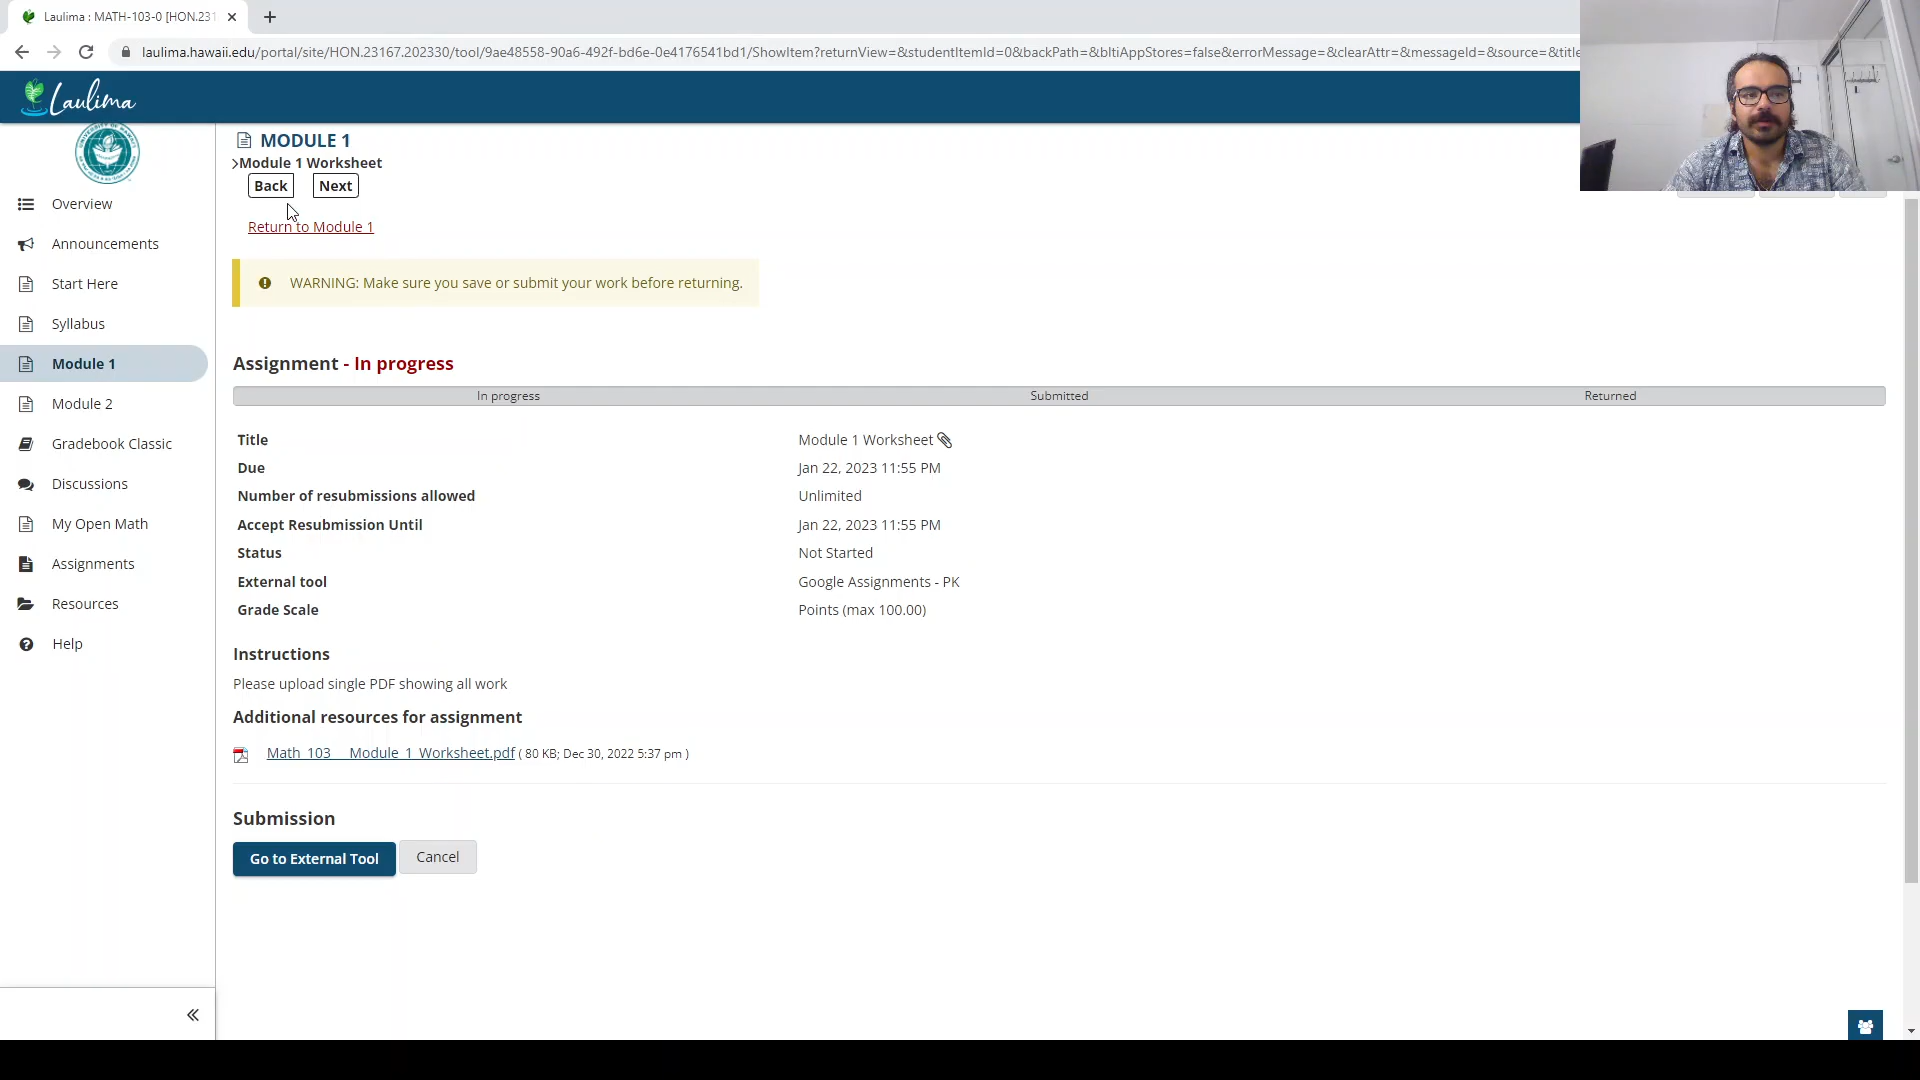 Laulima : MATH-103-0 [HON.231
laulima.hawaii.edu/portal/site/HON.23167.202330/tool/9ae48558-90a6-492f-bd6e-0e4176541bd1/ShowItem?returnView=&studentItemId=0&backPath=&bltiAppStores=false&errorMessage=&clearAttr=&messageId=&source=&title
Laulima
Overview
Announcements
Start Here
Syllabus
Module 1
Module 2
Gradebook Classic
Discussions
My Open Math
Assignments
Resources
Help
MODULE 1
Module 1 Worksheet
Back Next
Return to Module 1
WARNING: Make sure you save or submit your work before returning.
Assignment - In progress
In progress Submitted Returned
Title Module 1 Worksheet
Due Jan 22, 2023 11:55 PM
Number of resubmissions allowed Unlimited
Accept Resubmission Until Jan 22, 2023 11:55 PM
Status Not Started
External tool Google Assignments - PK
Grade Scale Points (max 100.00)
Instructions
Please upload single PDF showing all work
Additional resources for assignment
Math_103__Module_1_Worksheet.pdf ( 80 KB; Dec 30, 2022 5:37 pm )
Submission
Go to External Tool Cancel